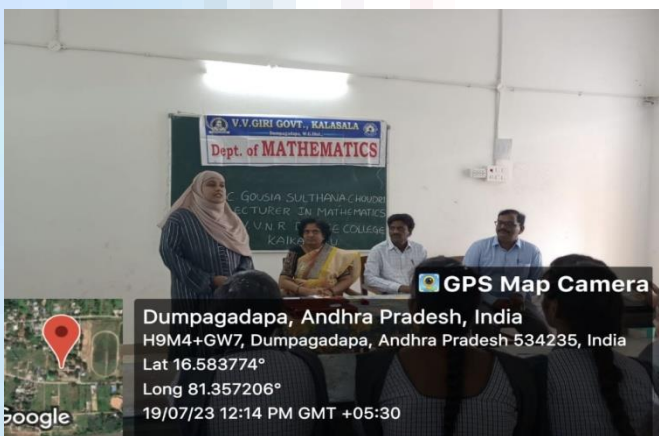 V.V.GIRI GOVT., KALASALA
Dumpagadapa, W.G.Dist.,
Dept. of MATHEMATICS
C GOUSIA SULTHANA CHOUDRI
LECTURER IN MATHEMATICS
V.N.R COLLEGE
GPS Map Camera
Dumpagadapa, Andhra Pradesh, India
H9M4+GW7, Dumpagadapa, Andhra Pradesh 534235, India
Lat 16.583774°
Long 81.357206°
19/07/23 12:14 PM GMT +05:30
Google